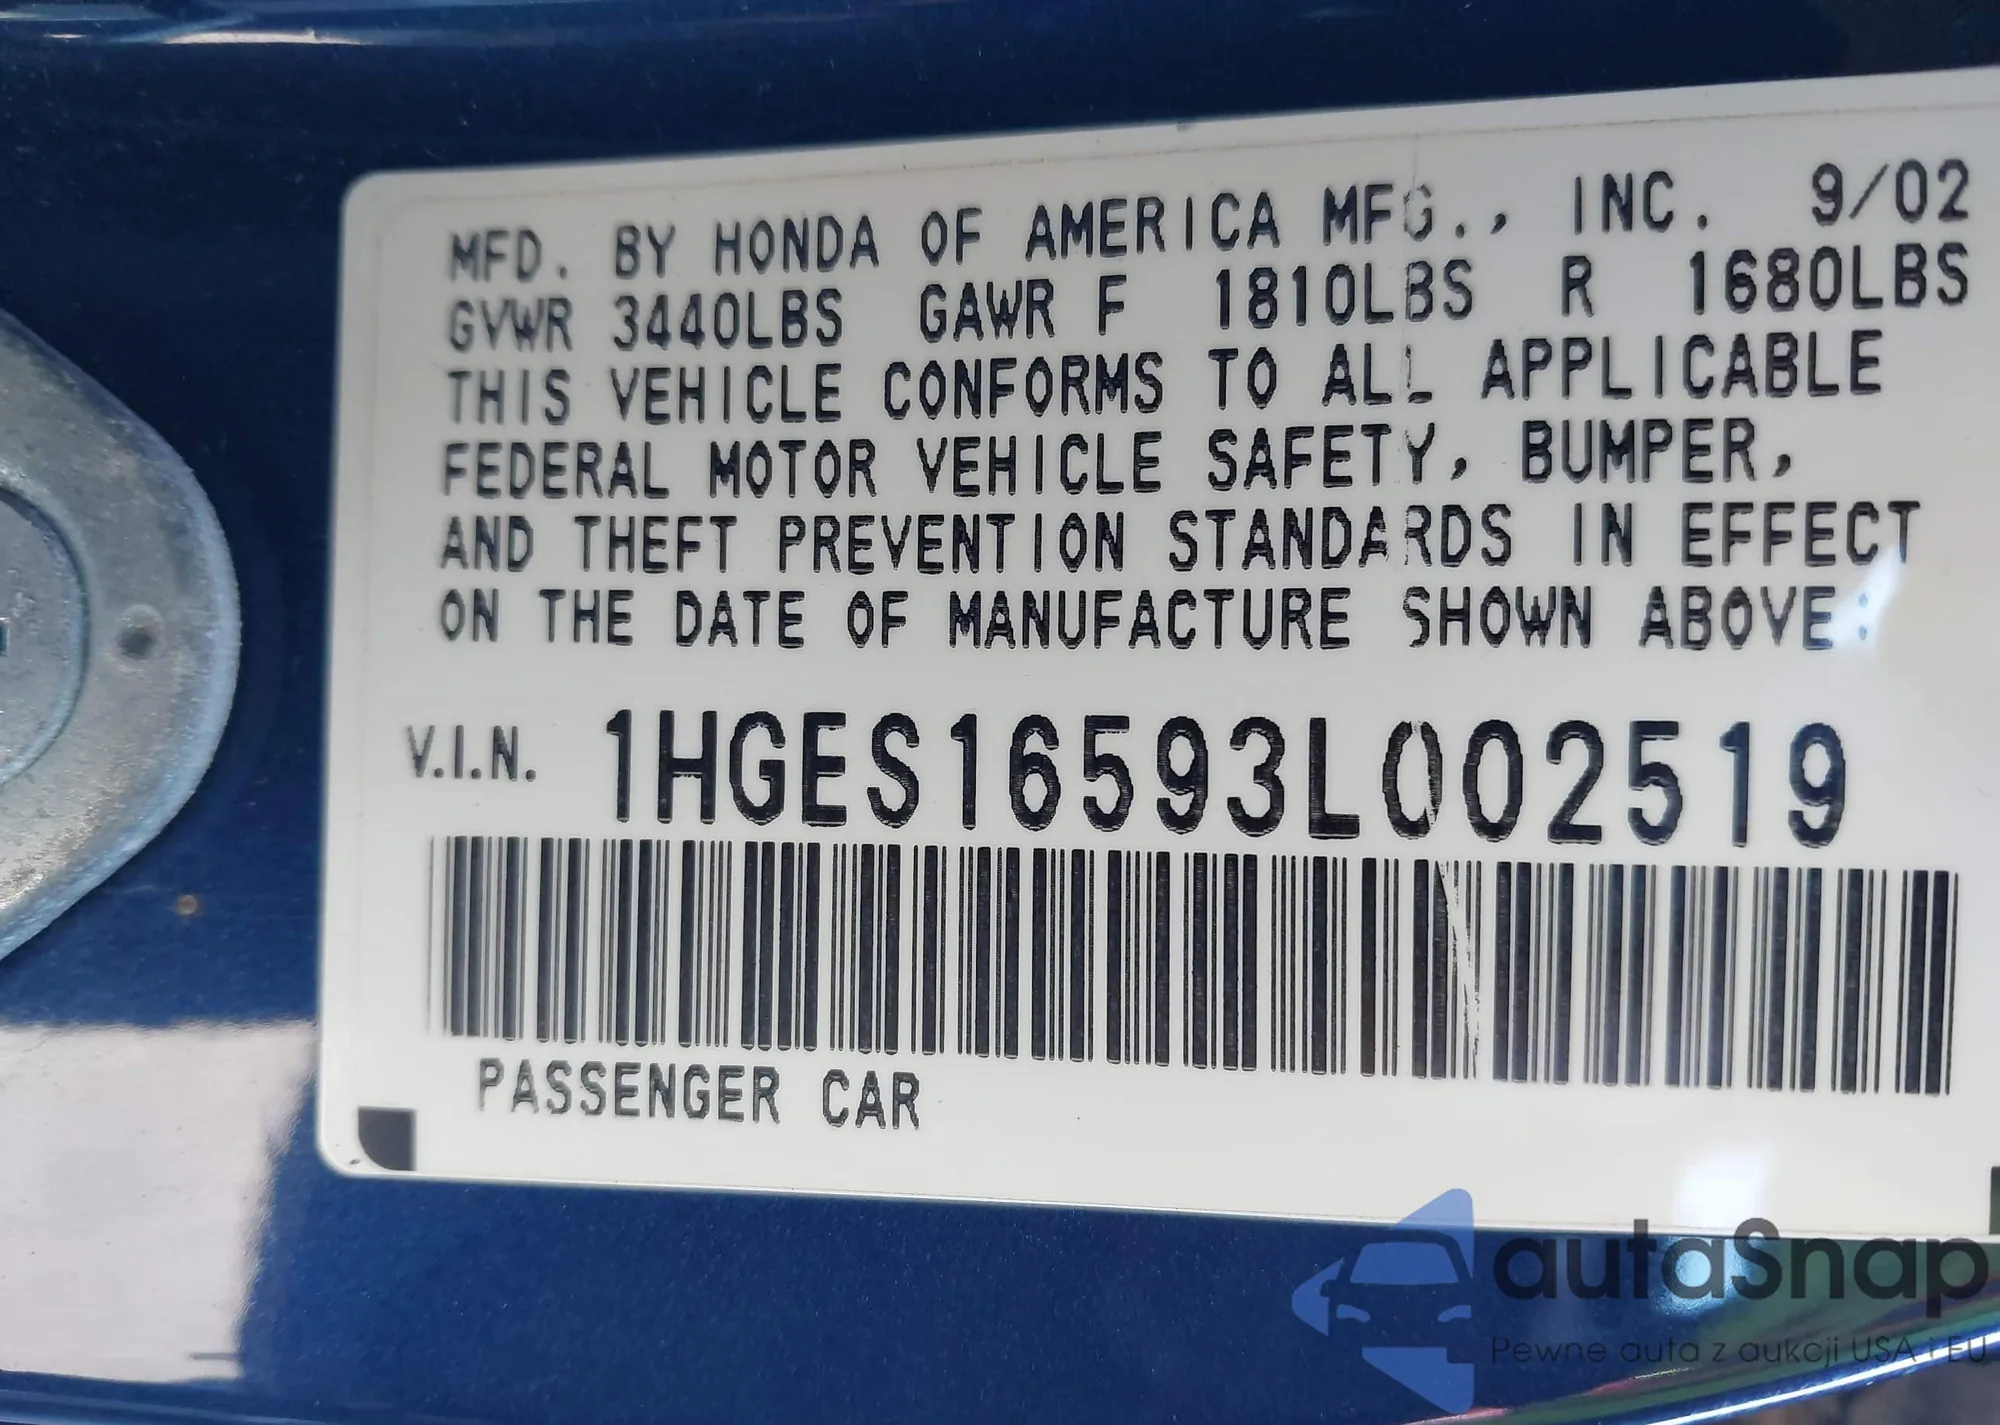 MFD. BY HONDA OF AMERICA MFG., INC. 9/02
GVWR 3440LBS GAWR F 1810LBS R 1680LBS
THIS VEHICLE CONFORMS TO ALL APPLICABLE
FEDERAL MOTOR VEHICLE SAFETY, BUMPER,
AND THEFT PREVENTION STANDARDS IN EFFECT
ON THE DATE OF MANUFACTURE SHOWN ABOVE:
V.I.N. 1HGES16593L002519
PASSENGER CAR
autaSnap
Pewne auta z aukcji USA i EU